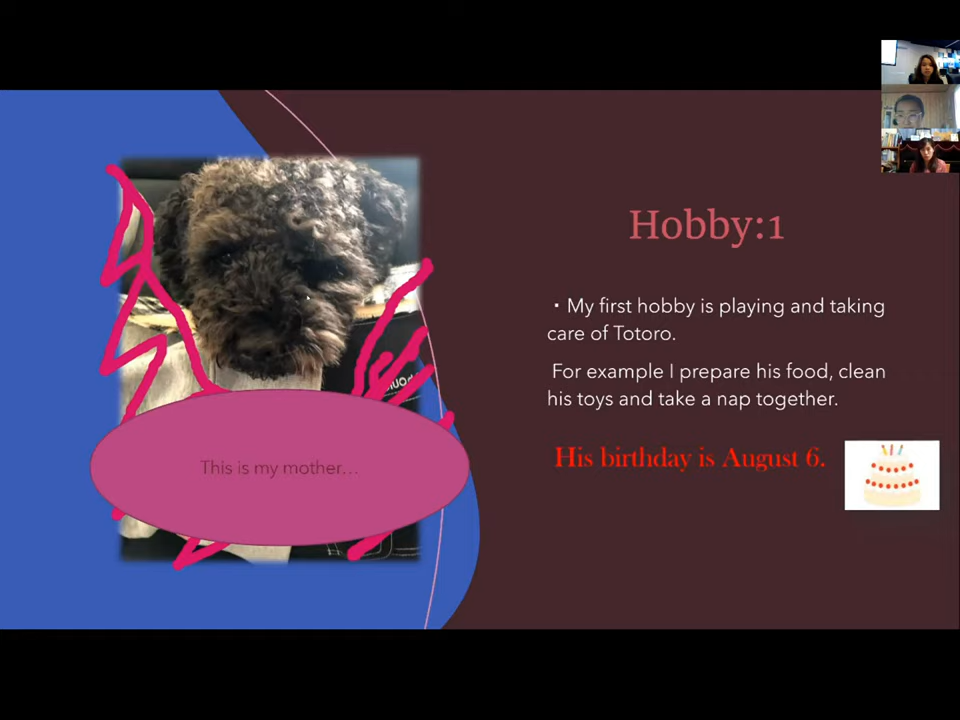 Hobby:1
・My first hobby is playing and taking
care of Totoro.
For example I prepare his food, clean
his toys and take a nap together.
His birthday is August 6.
This is my mother…